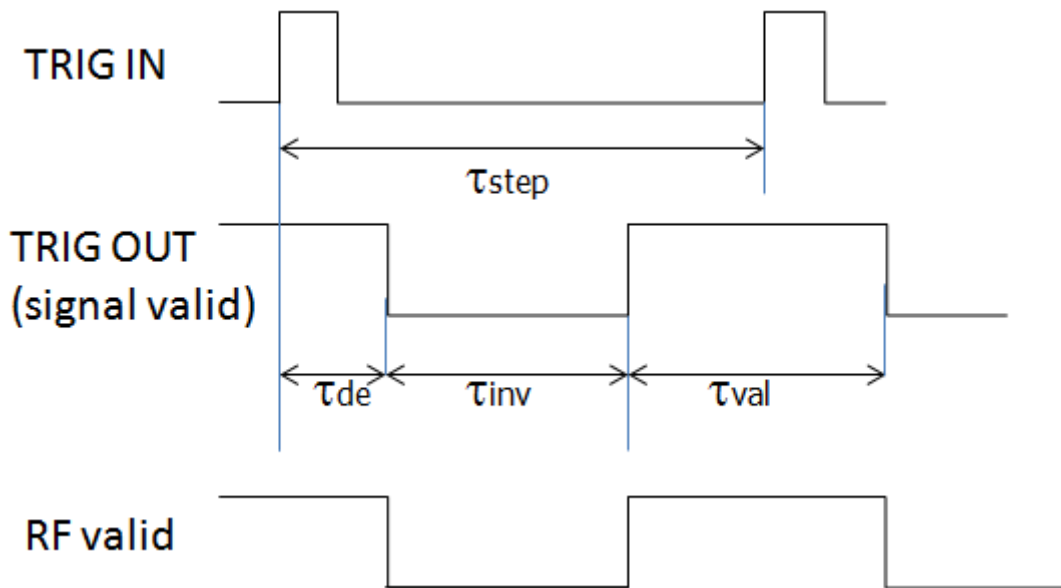 TRIG IN
τstep
TRIG OUT
(signal valid)
τde
τinv
τval
RF valid